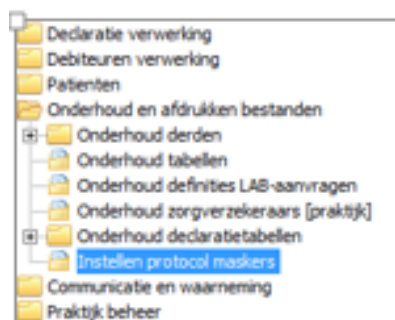 Declaratie verwerking
Debiteuren verwerking
Patienten
Onderhoud en afdrukken bestanden
Onderhoud derden
Onderhoud tabellen
Onderhoud definities LAB-aanvragen
Onderhoud zorgverzekeraars [praktijk]
Onderhoud declaratietabellen
Instellen protocol maskers
Communicatie en waarneming
Praktijk beheer